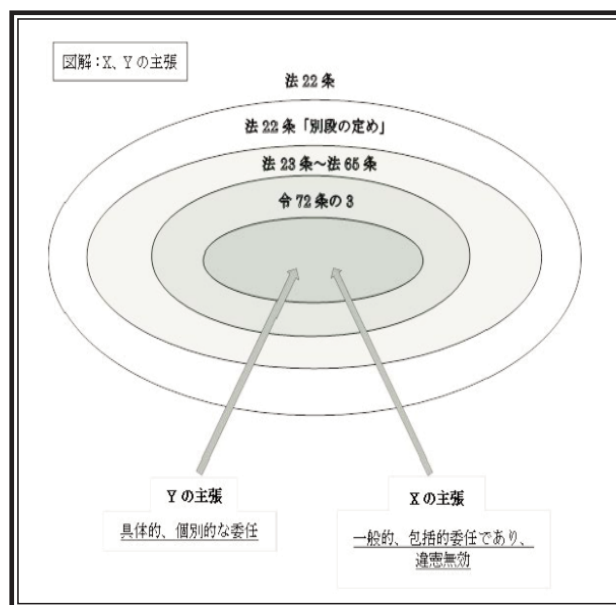 図解：X、Yの主張
法22条
法22条「別段の定め」
法23条～法65条
令72条の3
Yの主張
具体的、個別的な委任
Xの主張
一般的、包括的委任であり、
違憲無効